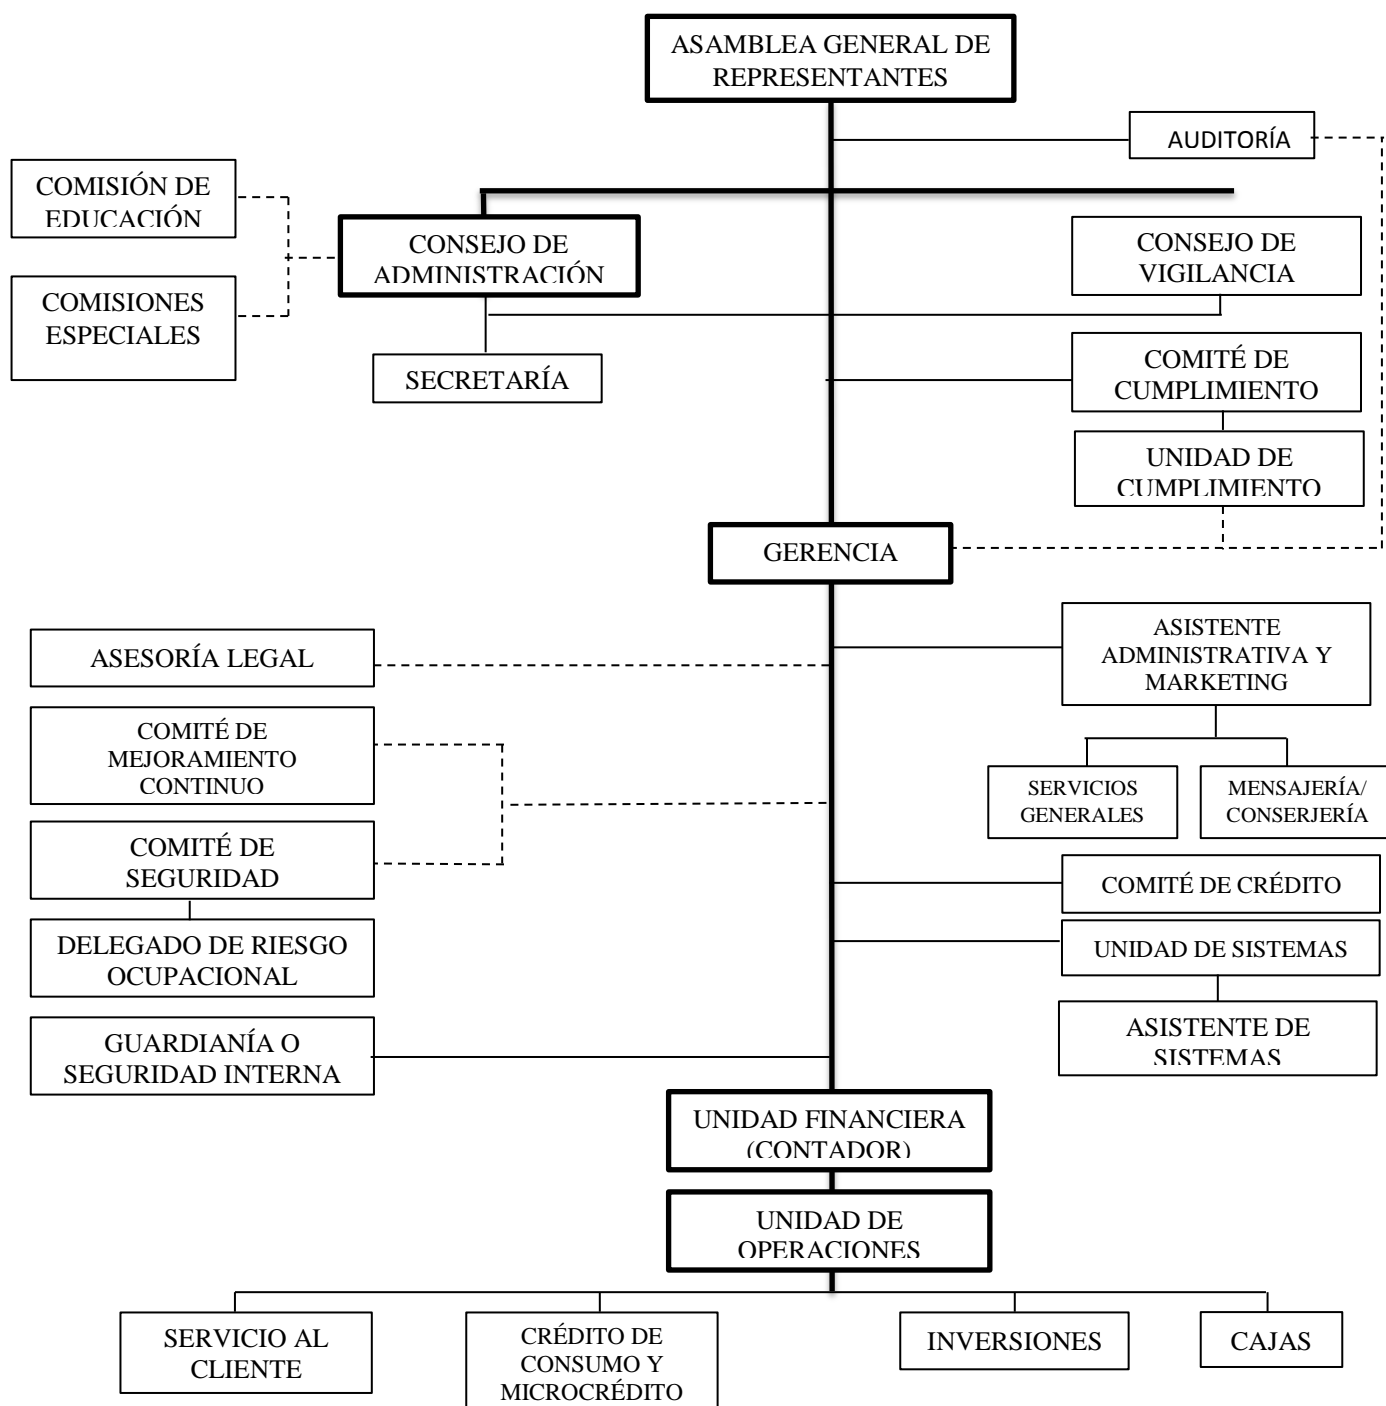 ASAMBLEA GENERAL DE
REPRESENTANTES
AUDITORÍA
COMISIÓN DE
EDUCACIÓN
CONSEJO DE
ADMINISTRACIÓN
CONSEJO DE
VIGILANCIA
COMISIONES
ESPECIALES
SECRETARÍA
COMITÉ DE
CUMPLIMIENTO
UNIDAD DE
CUMPLIMIENTO
GERENCIA
ASESORÍA LEGAL
ASISTENTE
ADMINISTRATIVA Y
MARKETING
COMITÉ DE
MEJORAMIENTO
CONTINUO
SERVICIOS
GENERALES
MENSAJERÍA/
CONSERJERÍA
COMITÉ DE
SEGURIDAD
COMITÉ DE CRÉDITO
DELEGADO DE RIESGO
OCUPACIONAL
UNIDAD DE SISTEMAS
GUARDIANÍA O
SEGURIDAD INTERNA
ASISTENTE DE
SISTEMAS
UNIDAD FINANCIERA
(CONTADOR)
UNIDAD DE
OPERACIONES
SERVICIO AL
CLIENTE
CRÉDITO DE
CONSUMO Y
MICROCRÉDITO
INVERSIONES
CAJAS